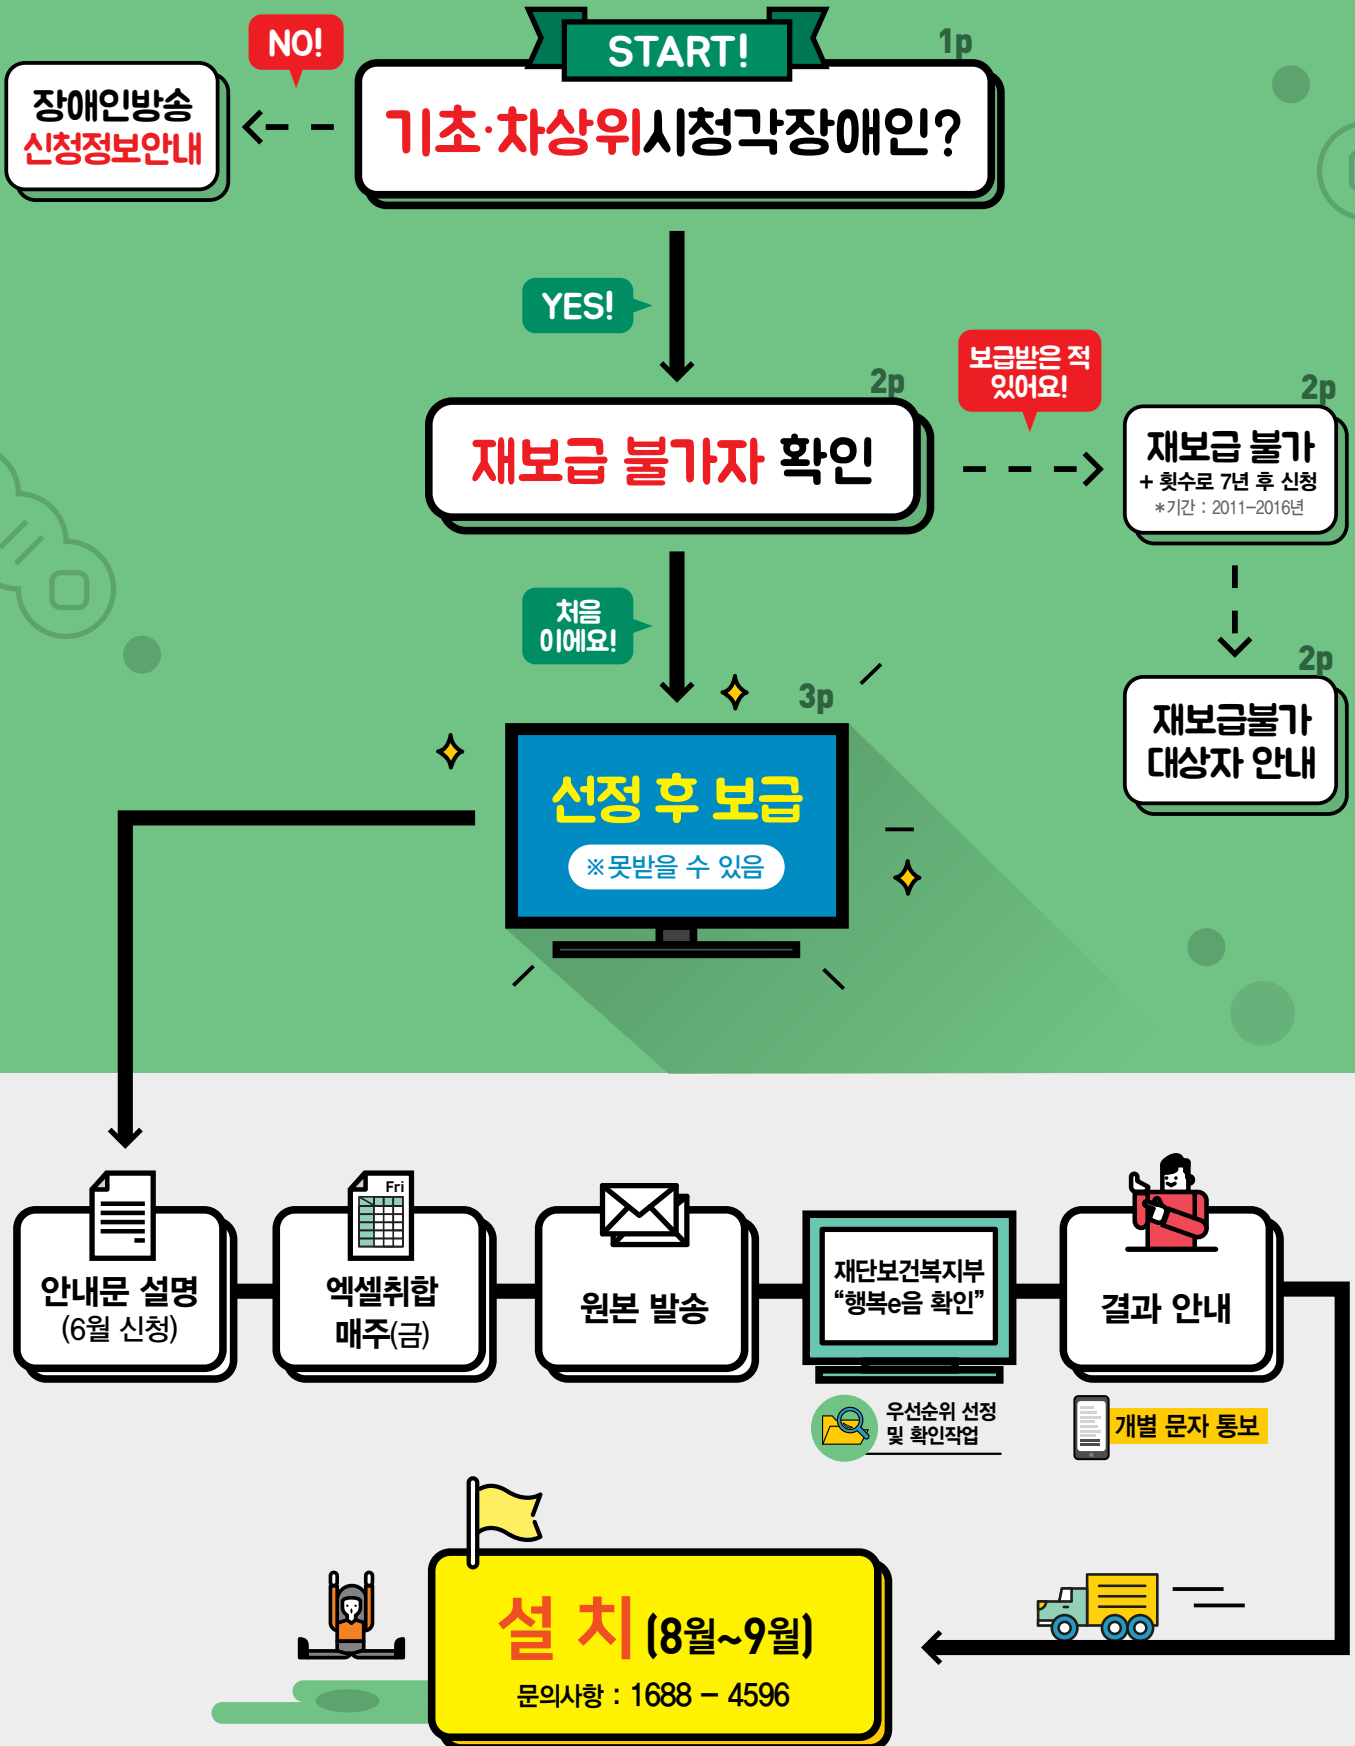 START!
1p
NO!
기초·차상위시청각장애인?
장애인방송
신청정보안내
YES!
2p
재보급 불가자 확인
보급받은 적
있어요!
2p
재보급 불가
+ 횟수로 7년 후 신청
*기간 : 2011-2016년
처음
이에요!
2p
재보급불가
대상자 안내
3p
선정 후 보급
※못받을 수 있음
안내문 설명
(6월 신청)
Fri
엑셀취합
매주(금)
원본 발송
재단보건복지부
“행복e음 확인”
우선순위 선정
및 확인작업
결과 안내
개별 문자 통보
설 치 (8월~9월)
문의사항 : 1688 - 4596